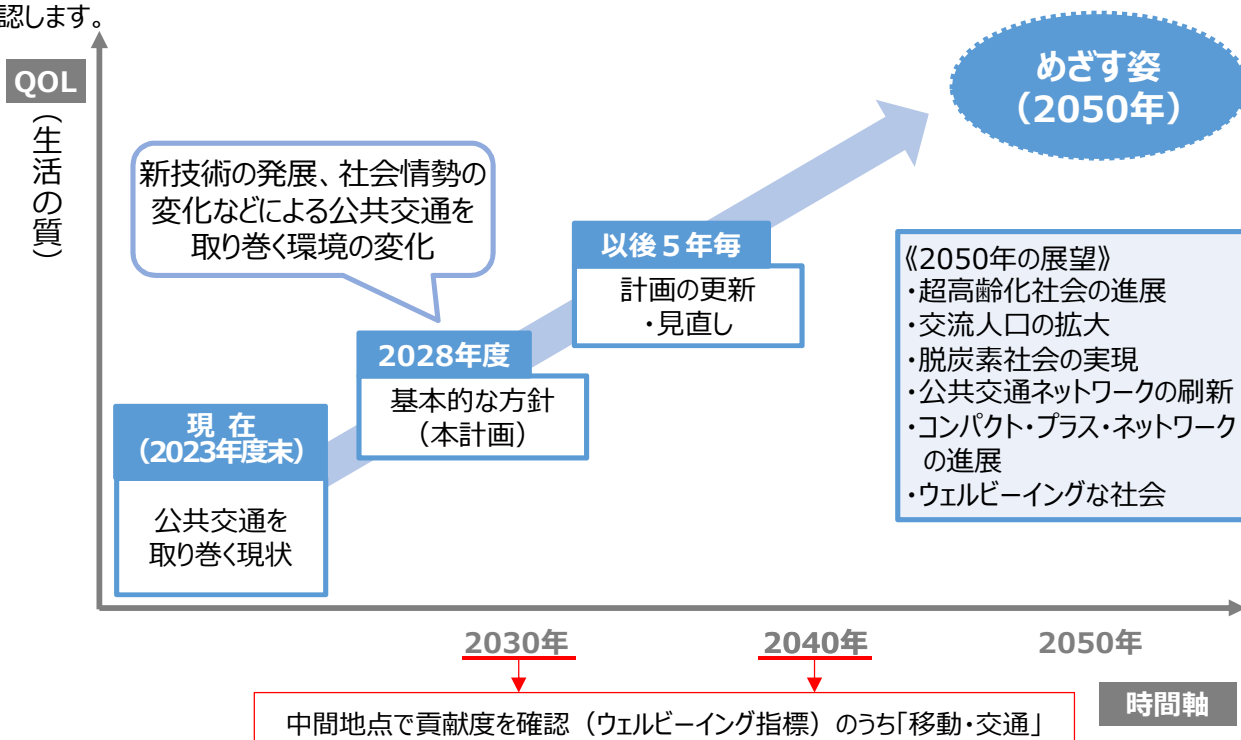 認します。
QOL
（生活の質）
めざす姿
（2050年）
新技術の発展、社会情勢の
変化などによる公共交通を
取り巻く環境の変化
以後５年毎
計画の更新
・見直し
2028年度
基本的な方針
（本計画）
現 在
（2023年度末）
公共交通を
取り巻く現状
《2050年の展望》
・超高齢化社会の進展
・交流人口の拡大
・脱炭素社会の実現
・公共交通ネットワークの刷新
・コンパクト・プラス・ネットワーク
の進展
・ウェルビーイングな社会
2030年
2040年
2050年
時間軸
中間地点で貢献度を確認（ウェルビーイング指標）のうち「移動・交通」